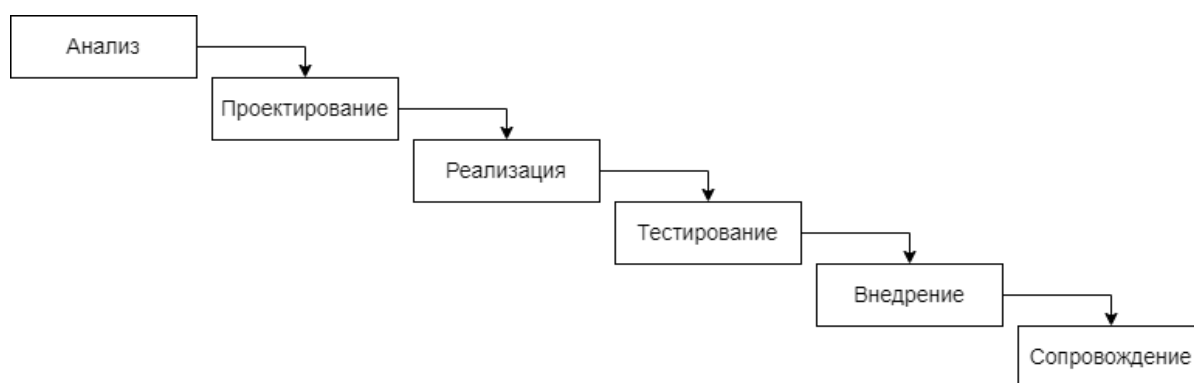 Анализ
Проектирование
Реализация
Тестирование
Внедрение
Сопровождение